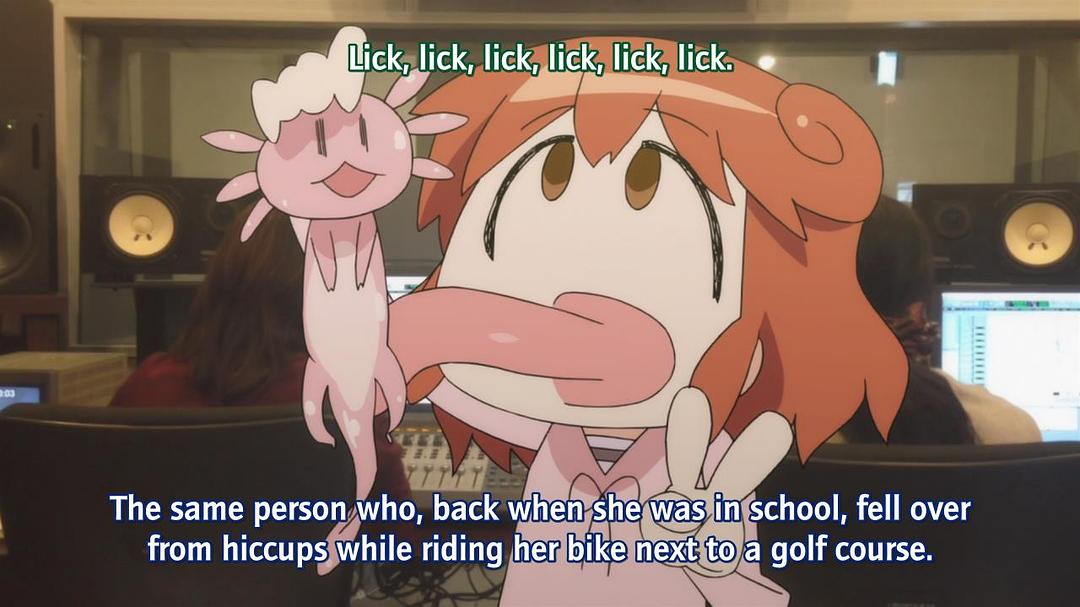 Lick, lick, lick, lick, lick, lick.
The same person who, back when she was in school, fell over
from hiccups while riding her bike next to a golf course.